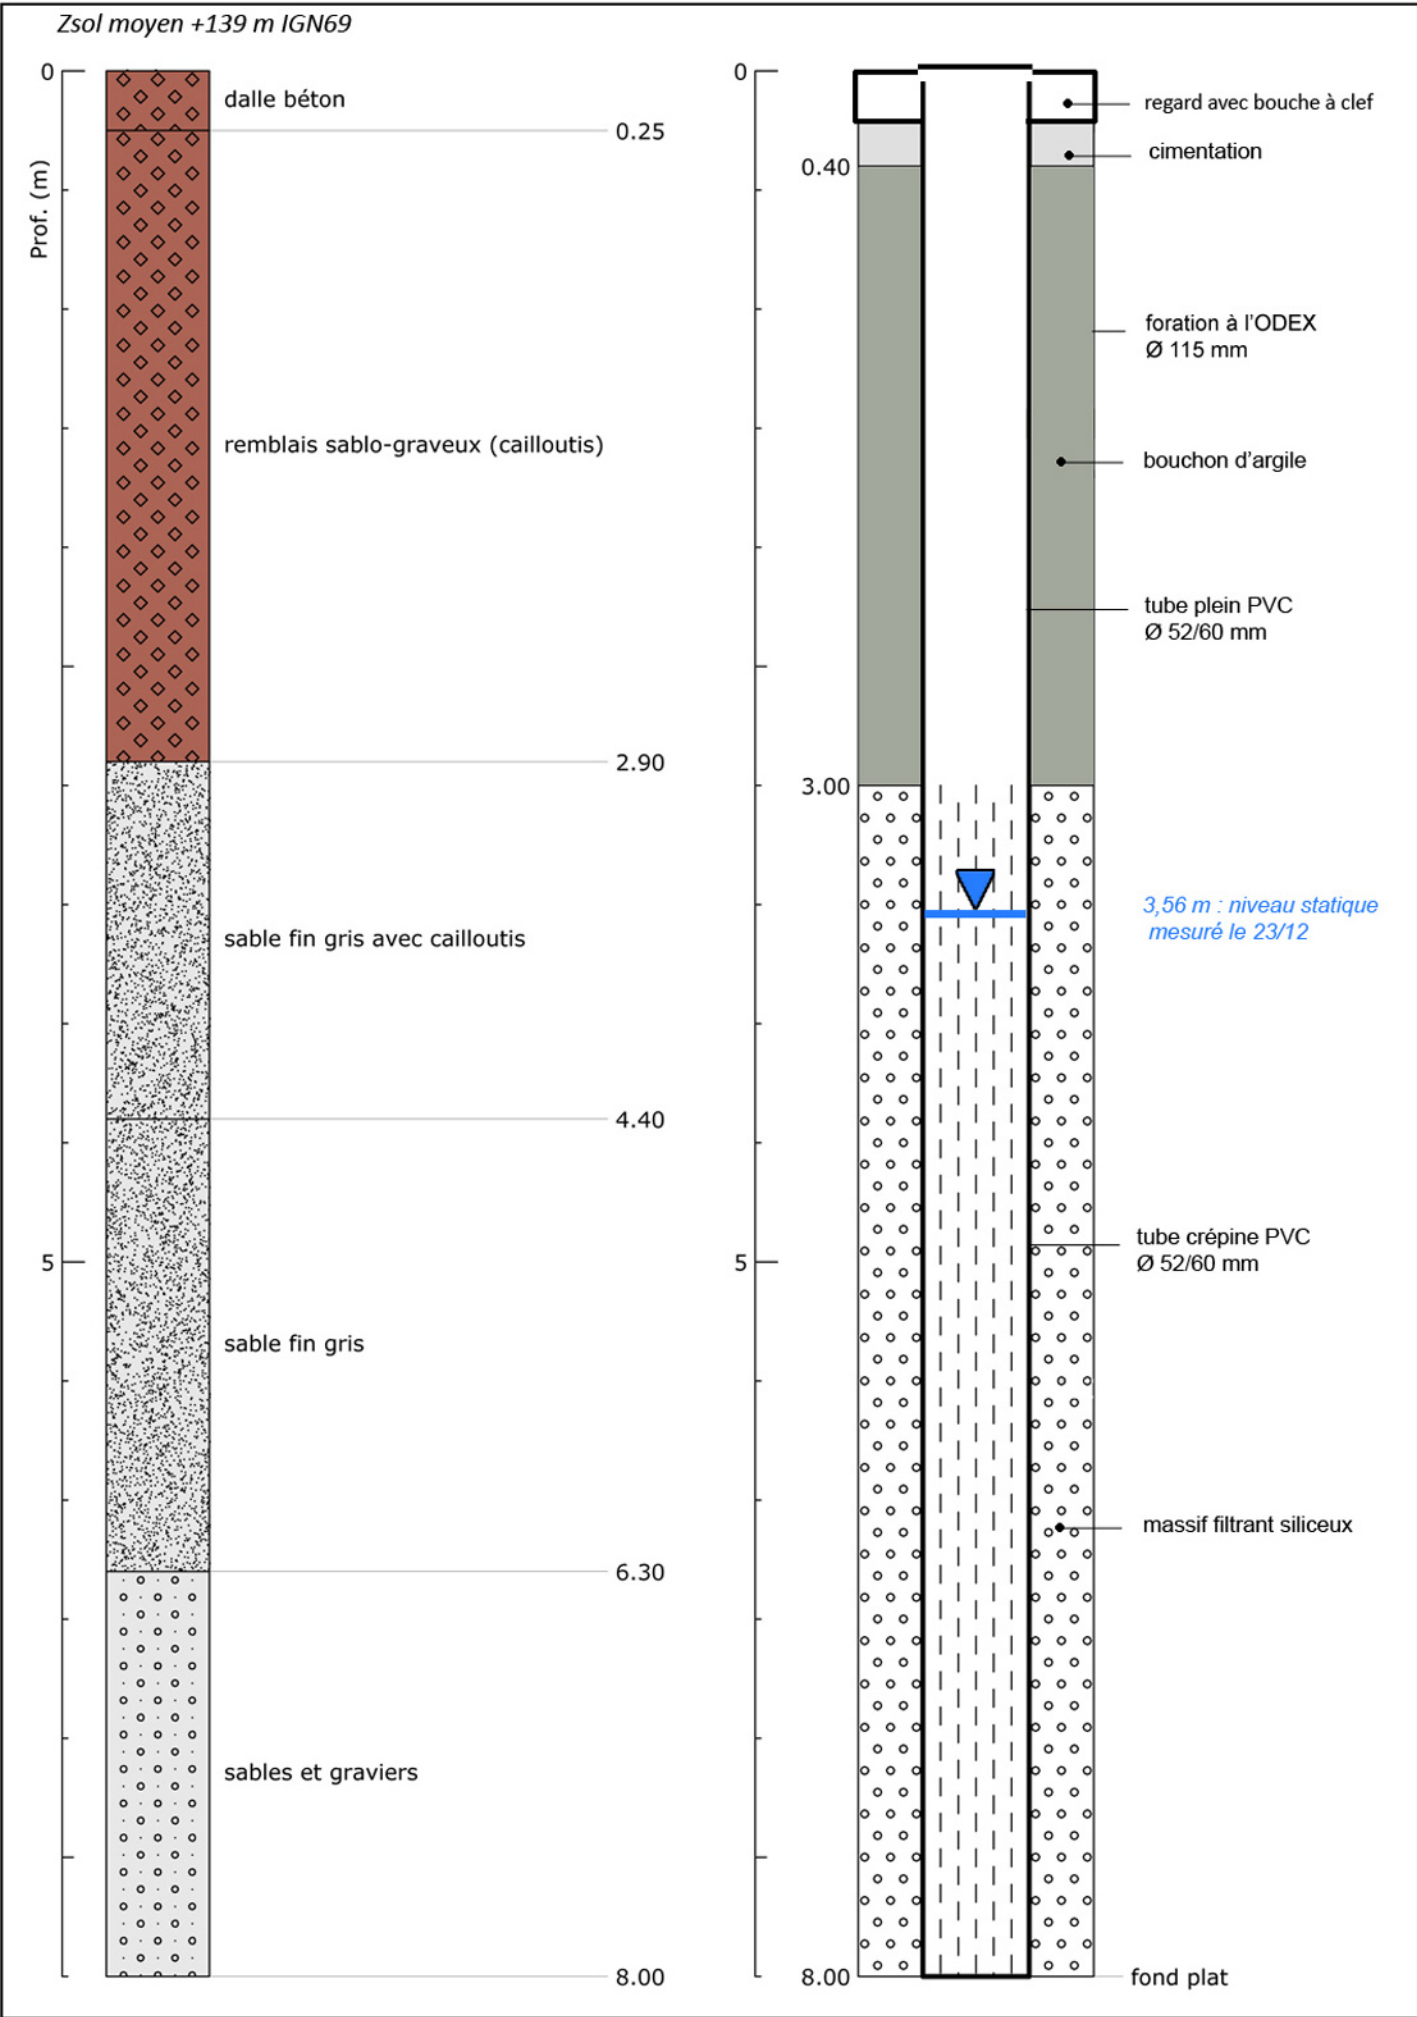 Zsol moyen +139 m IGN69
Prof. (m)
0
dalle béton
0.25
remblais sablo-graveux (cailloutis)
2.90
sable fin gris avec cailloutis
4.40
5
sable fin gris
6.30
sables et graviers
8.00
0
regard avec bouche à clef
cimentation
0.40
foration à l'ODEX
Ø 115 mm
bouchon d'argile
tube plein PVC
Ø 52/60 mm
3.00
3,56 m : niveau statique
mesuré le 23/12
tube crépine PVC
5
Ø 52/60 mm
massif filtrant siliceux
8.00
fond plat